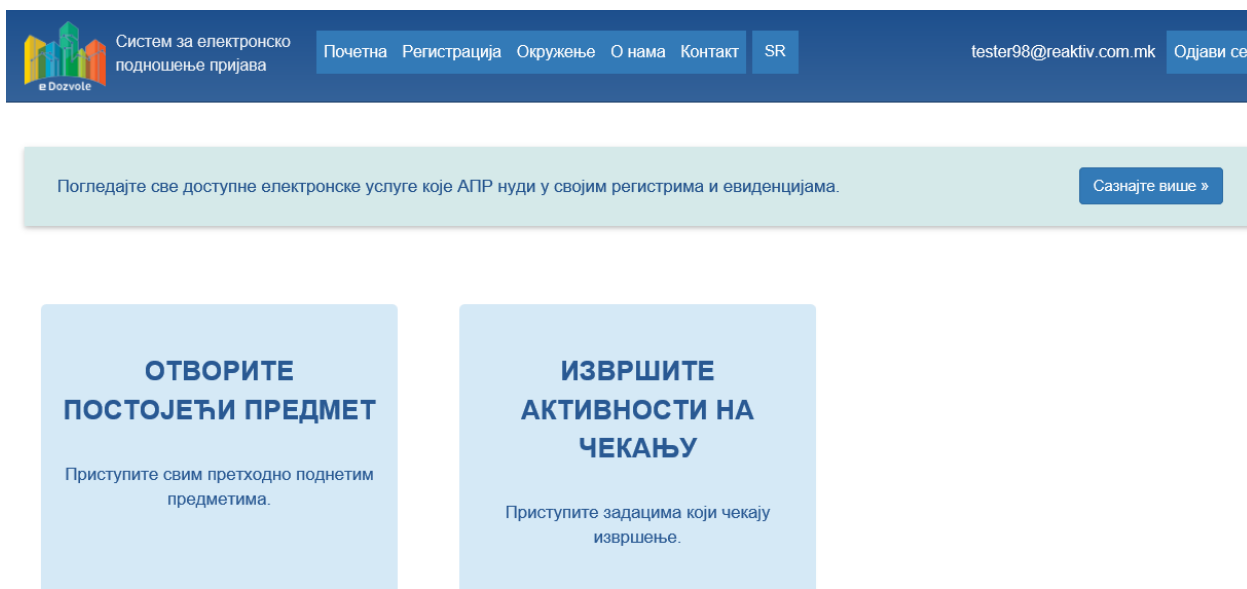 Систем за електронско
подношење пријава
e Dozvole
Почетна Регистрација Окружење О нама Контакт SR
tester98@reaktiv.com.mk Одјави се
Погледајте све доступне електронске услуге које АПР нуди у својим регистрима и евиденцијама.
Сазнајте више »
ОТВОРИТЕ
ПОСТОЈЕЋИ ПРЕДМЕТ
Приступите свим претходно поднетим
предметима.
ИЗВРШИТЕ
АКТИВНОСТИ НА
ЧЕКАЊУ
Приступите задацима који чекају
извршење.